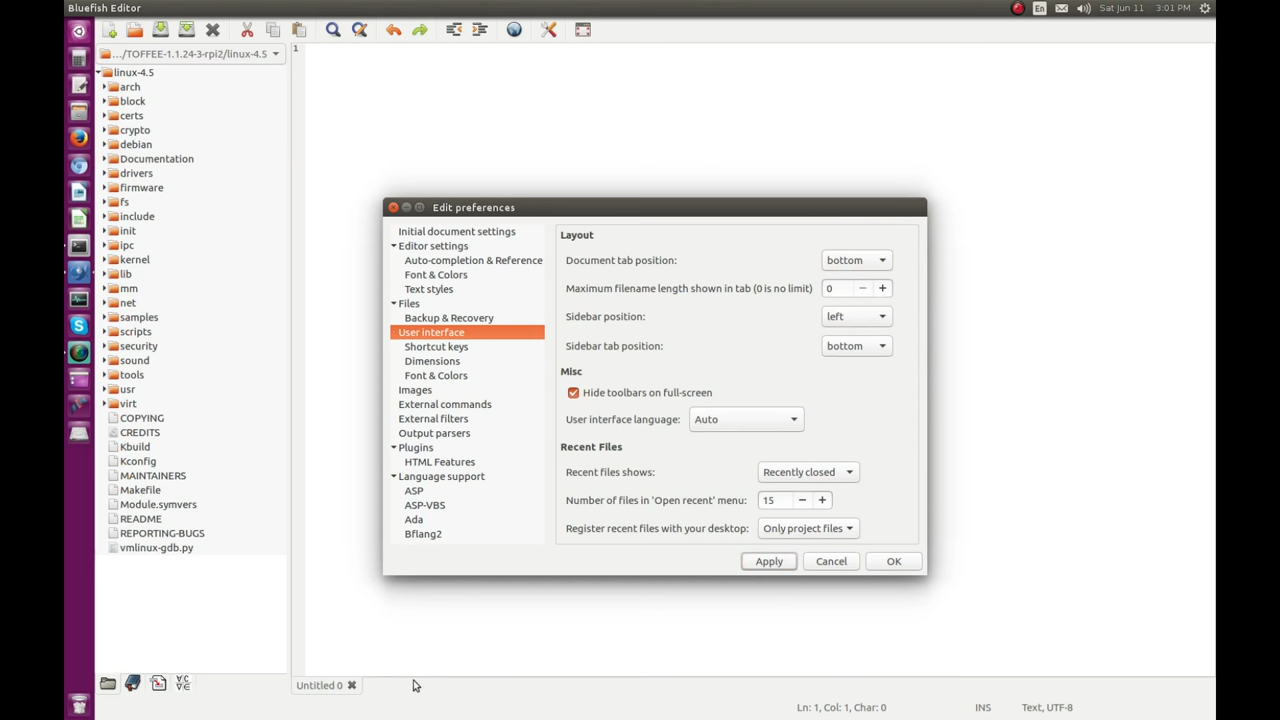 Bluefish Editor
En
Sat Jun 11 3:01 PM
.../TOFFEE-1.1.24-3-rpi2/linux-4.5
1
linux-4.5
arch
block
certs
crypto
debian
Documentation
drivers
firmware
fs
include
init
ipc
kernel
lib
mm
net
samples
scripts
security
sound
tools
usr
virt
COPYING
CREDITS
Kbuild
Kconfig
MAINTAINERS
Makefile
Module.symvers
README
REPORTING-BUGS
vmlinux-gdb.py
Edit preferences
Initial document settings
Editor settings
Auto-completion & Reference
Font & Colors
Text styles
Files
Backup & Recovery
User interface
Shortcut keys
Dimensions
Font & Colors
Images
External commands
External filters
Output parsers
Plugins
HTML Features
Language support
ASP
ASP-VBS
Ada
Bflang2
Layout
Document tab position: bottom
Maximum filename length shown in tab (0 is no limit) 0
Sidebar position: left
Sidebar tab position: bottom
Misc
Hide toolbars on full-screen
User interface language: Auto
Recent Files
Recent files shows: Recently closed
Number of files in 'Open recent' menu: 15
Register recent files with your desktop: Only project files
Apply Cancel OK
Untitled 0
Ln: 1, Col: 1, Char: 0 INS Text, UTF-8